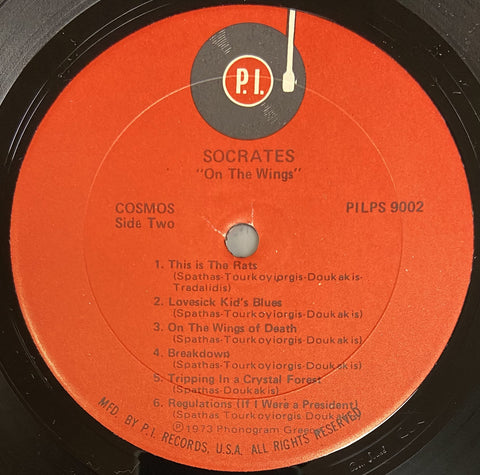 P.I.
SOCRATES
"On The Wings"
COSMOS
PILPS 9002
Side Two
1. This is The Rats
(Spathas-Tourkoyiorgis-Doukakis-
Tradalidis)
2. Lovesick Kid's Blues
(Spathas-Tourkoyiorgis-Doukakis)
3. On The Wings of Death
(Spathas-Tourkoyiorgis-Doukakis)
4. Breakdown
(Spathas-Tourkoyiorgis-Doukakis)
5. Tripping In a Crystal Forest
(Spathas-Doukakis)
6. Regulations (If I Were a President)
(Spathas Tourkoyiorgis Doukakis)
Ⓟ 1973 Phonogram Greece
MFD. BY P.I. RECORDS, U.S.A. ALL RIGHTS RESERVED